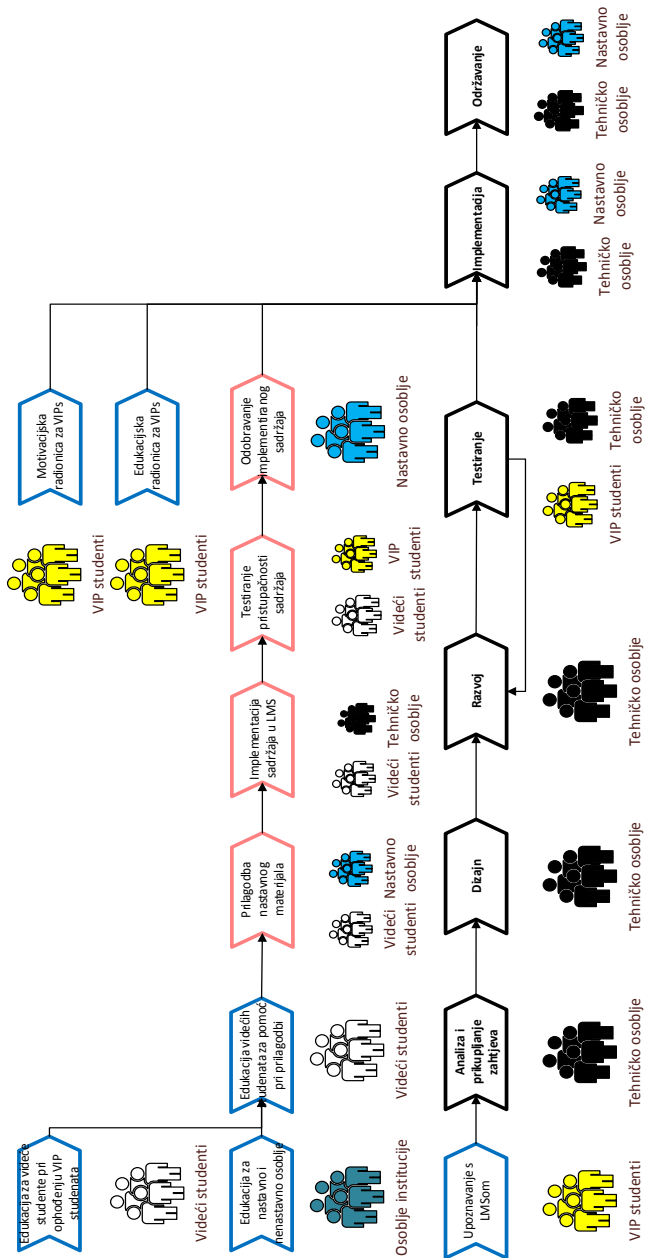 Motivacijska
radionica za VIPs
VIP studenti
Edukacijska
radionica za VIPs
VIP studenti
Edukacija za videće
studente pri
ophođenju VIP
studenata
Videći studenti
Edukacija za
nastavno i
nenastavno osoblje
Osoblje institucije
Edukacija videćih
studenata za pomoć
pri prilagodbi
Videći studenti
Prilagodba
nastavnog
materijala
Videći
studenti
Nastavno
osoblje
Implementacija
sadržaja u LMS
Videći
studenti
Tehničko
osoblje
Testiranje
pristupačnosti
sadržaja
Videći
studenti
VIP
studenti
Odobravanje
implementiranog
sadržaja
Nastavno osoblje
Upoznavanje s
LMSom
VIP studenti
Analiza i
prikupljanje
zahtjeva
Tehničko osoblje
Dizajn
Tehničko osoblje
Razvoj
Tehničko osoblje
Testiranje
VIP studenti
Tehničko
osoblje
Implementacija
Tehničko
osoblje
Nastavno
osoblje
Održavanje
Tehničko
osoblje
Nastavno
osoblje